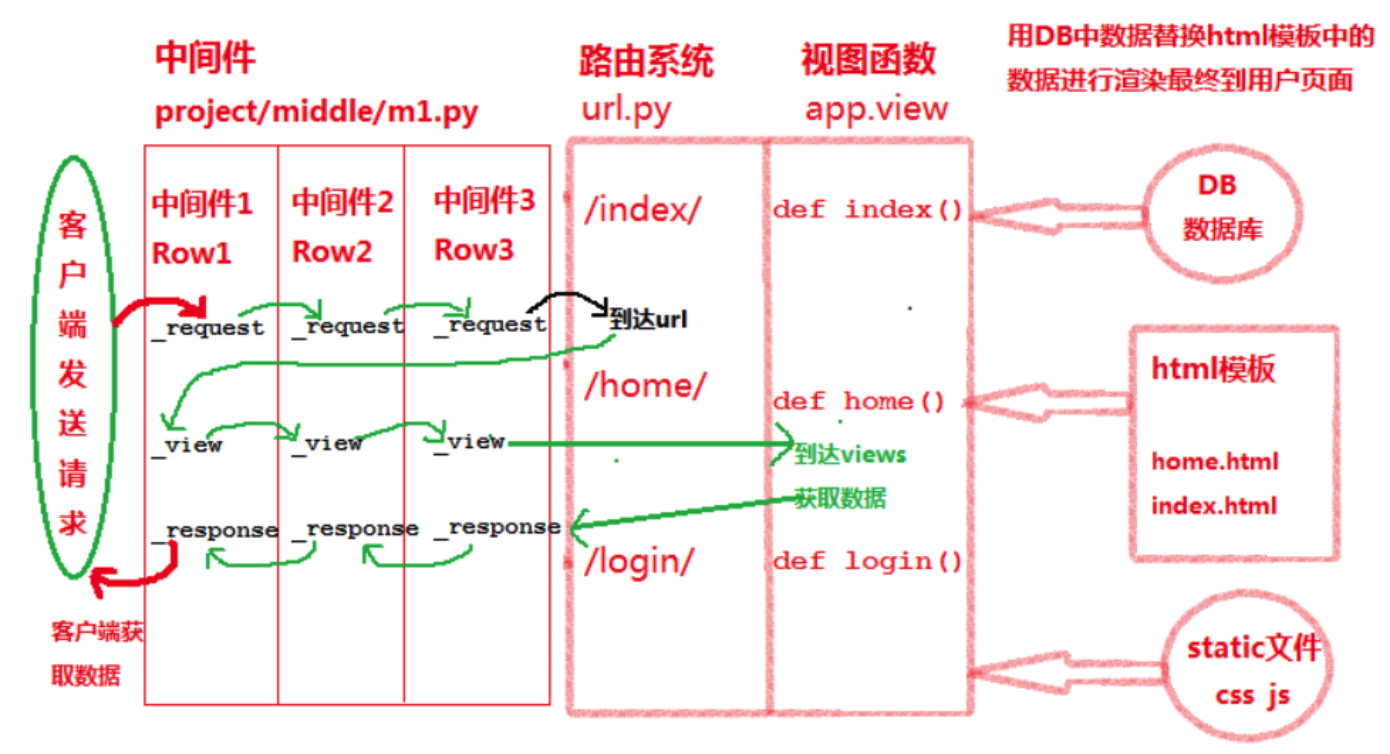 中间件
project/middle/m1.py
路由系统
url.py
视图函数
app.view
用DB中数据替换html模板中的
数据进行渲染最终到用户页面
客户端发送请求
中间件1
Row1
中间件2
Row2
中间件3
Row3
_request
_request
_request
到达url
_view
_view
_view
到达views
获取数据
_response
_response
_response
客户端获
取数据
/index/
/home/
/login/
def index()
def home()
def login()
DB
数据库
html模板
home.html
index.html
static文件
css js